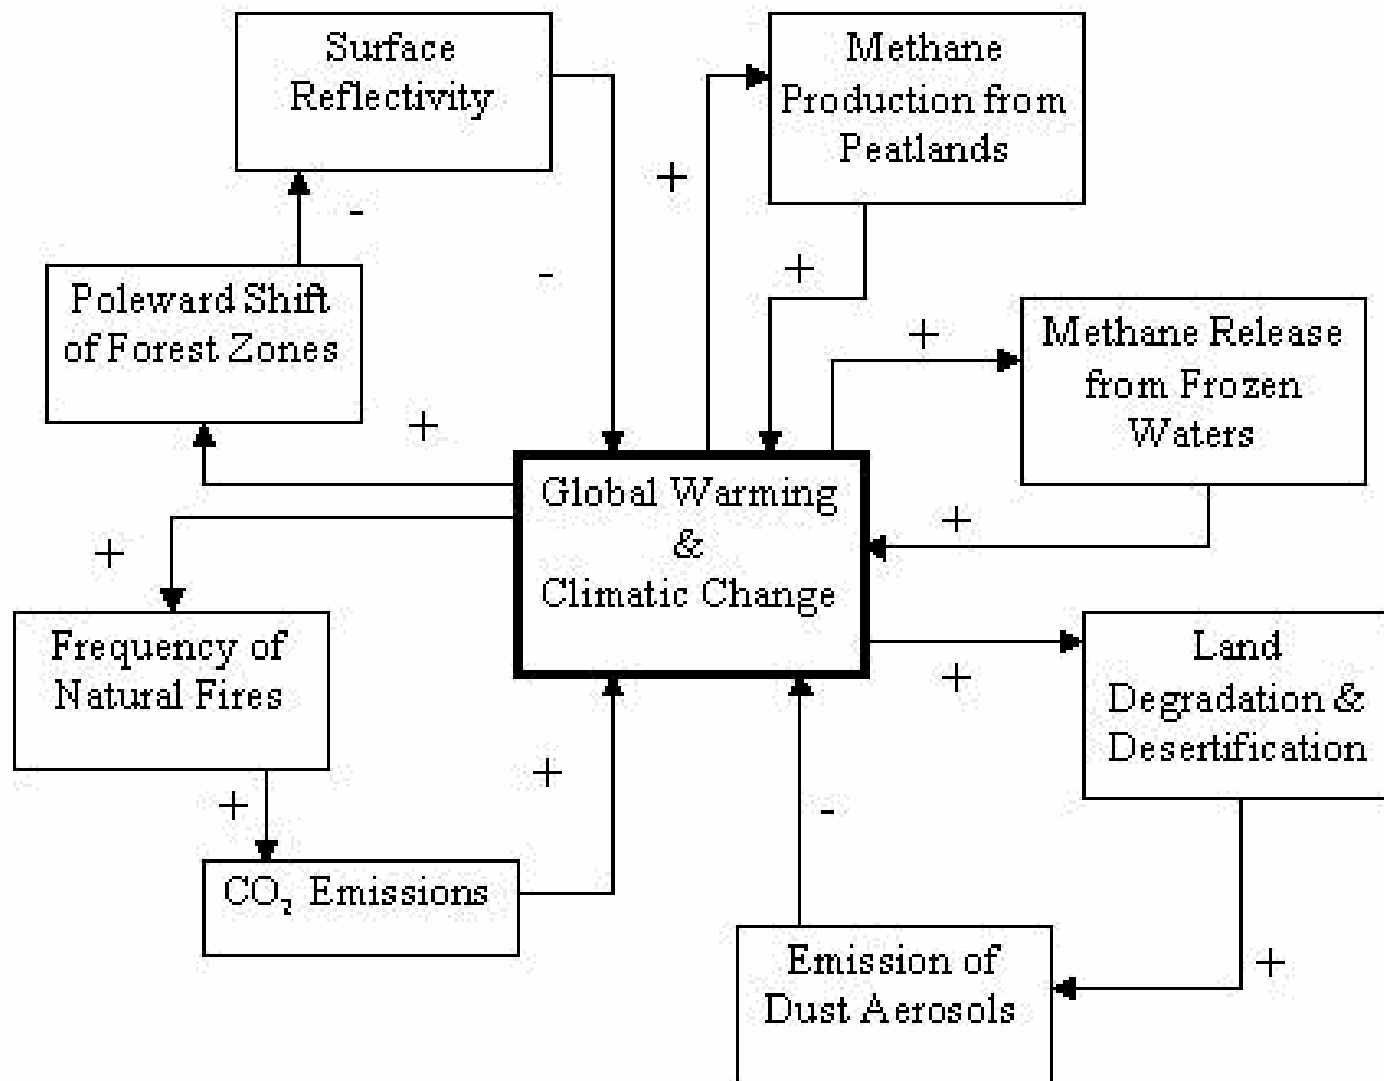 Surface
Reflectivity
Methane
Production from
Peatlands
+
-
+
-
Poleward Shift
of Forest Zones
+
Methane Release
from Frozen
Waters
+
Global Warming
&
Climatic Change
+
+
Frequency of
Natural Fires
+
Land
Degradation &
Desertification
+
+
-
CO₂ Emissions
Emission of
Dust Aerosols
+